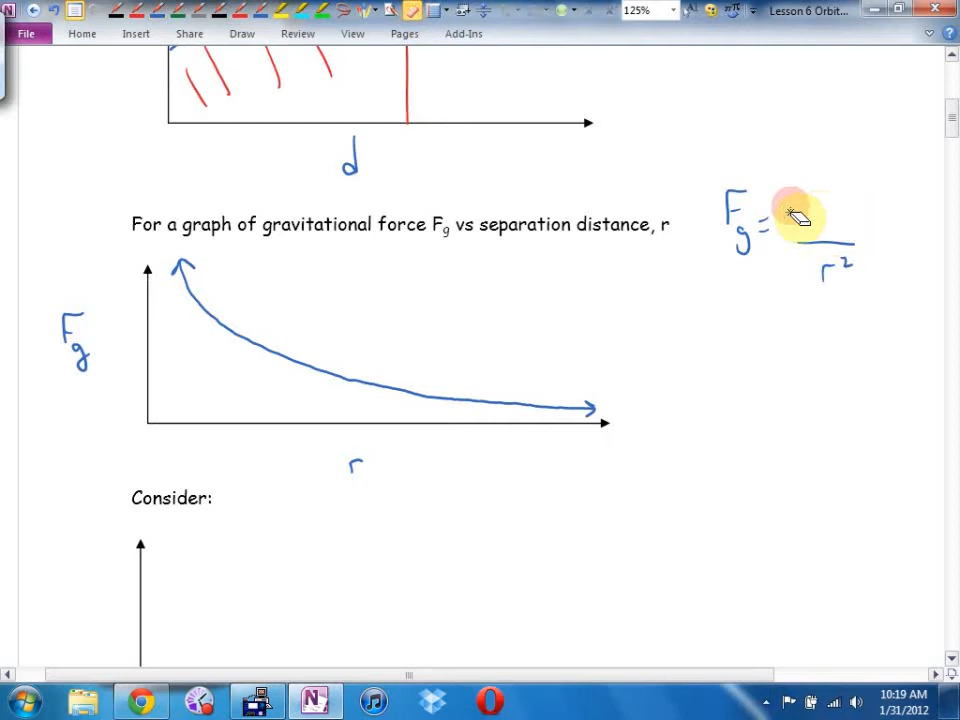 125%
Lesson 6 Orbit...
File Home Insert Share Draw Review View Pages Add-Ins
d
For a graph of gravitational force Fg vs separation distance, r
Fg =
r²
Fg
r
Consider:
10:19 AM
1/31/2012